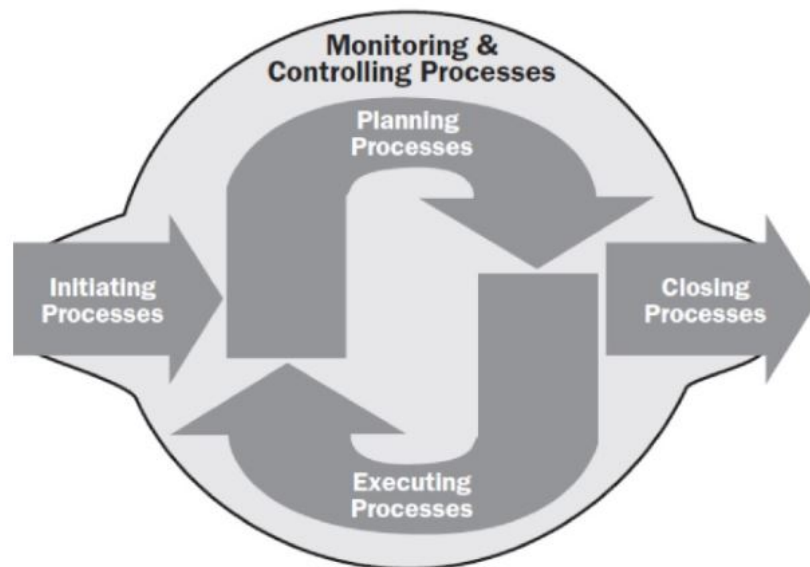 Monitoring &
Controlling Processes
Planning
Processes
Initiating
Processes
Closing
Processes
Executing
Processes